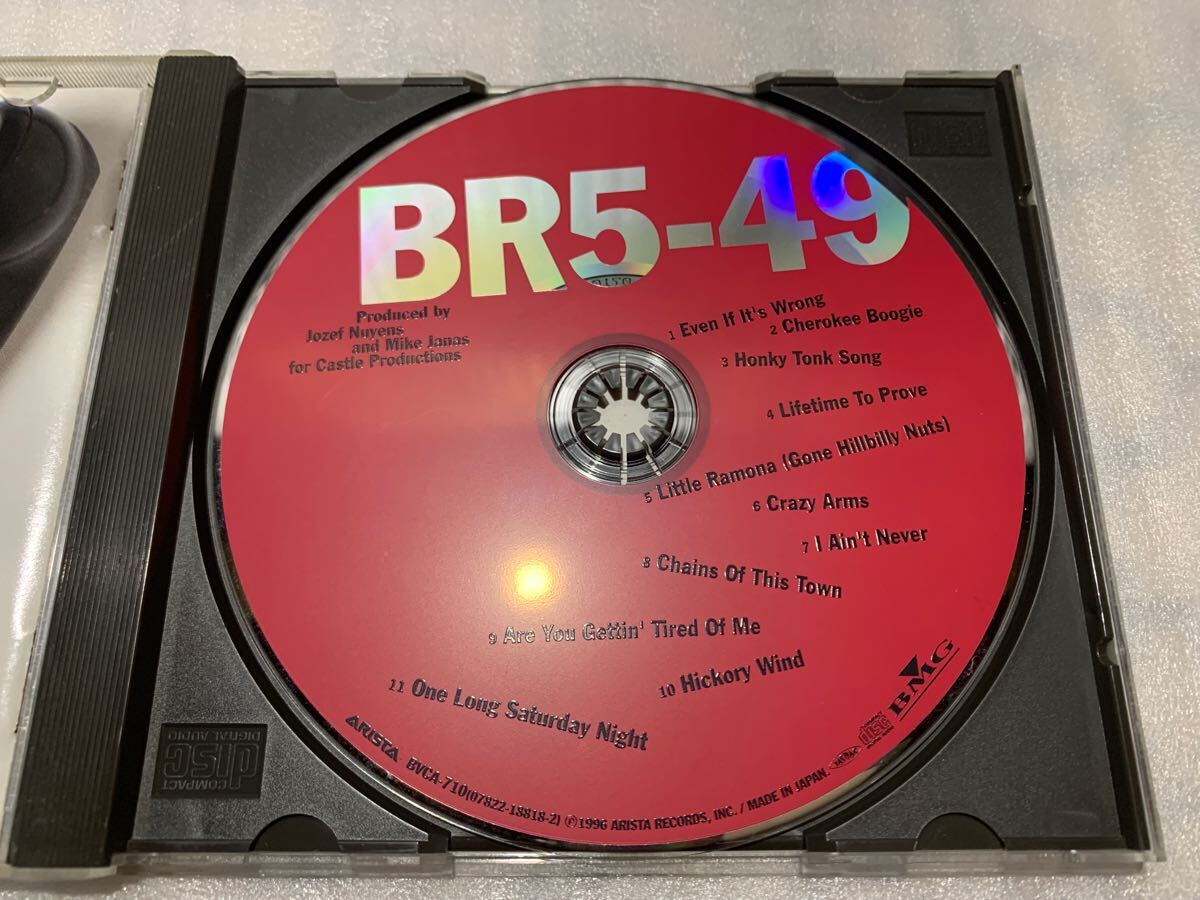 BR5-49
Produced by
Jozef Nuyens
and Mike Janas
for Castle Productions
1 Even If It's Wrong
2 Cherokee Boogie
3 Honky Tonk Song
4 Lifetime To Prove
5 Little Ramona (Gone Hillbilly Nuts)
6 Crazy Arms
7 I Ain't Never
8 Chains Of This Town
9 Are You Gettin' Tired Of Me
10 Hickory Wind
11 One Long Saturday Night
BMG
COMPACT
disc
DIGITAL AUDIO
ARISTA BVCA-710(07822-18818-2) ℗1996 ARISTA RECORDS, INC. / MADE IN JAPAN.
COMPACT
disc
DIGITAL AUDIO